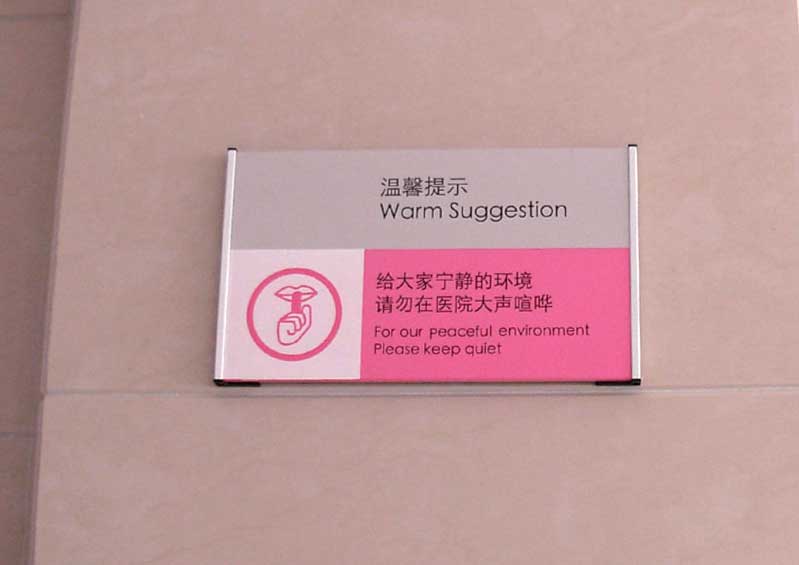 温馨提示
Warm Suggestion
给大家宁静的环境
请勿在医院大声喧哗
For our peaceful environment
Please keep quiet